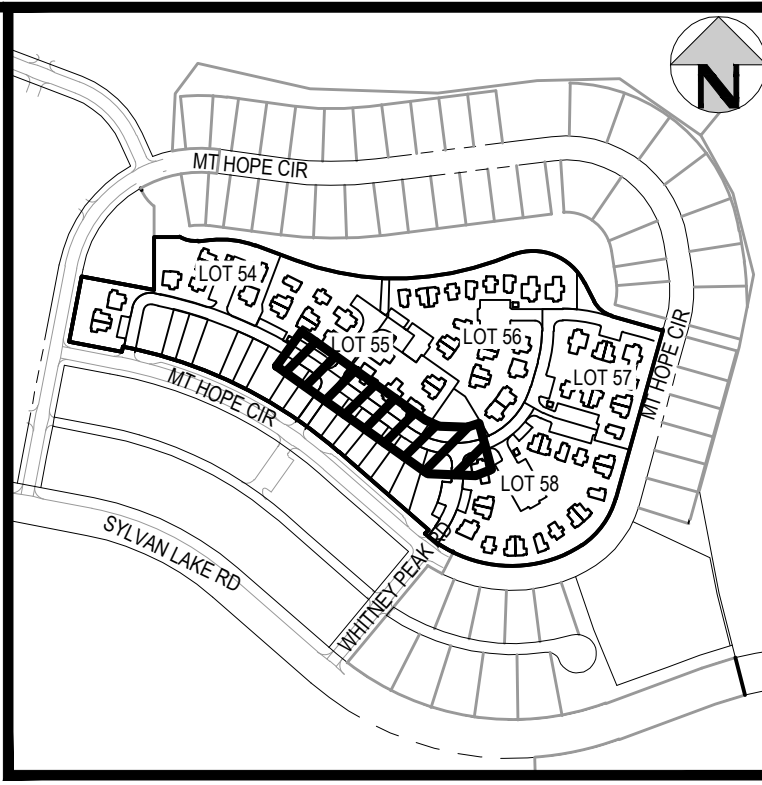 N
MT HOPE CIR
LOT 54
LOT 55
LOT 56
LOT 57
MT HOPE CIR
MT HOPE CIR
LOT 58
SYLVAN LAKE RD
WHITNEY PEAK RD